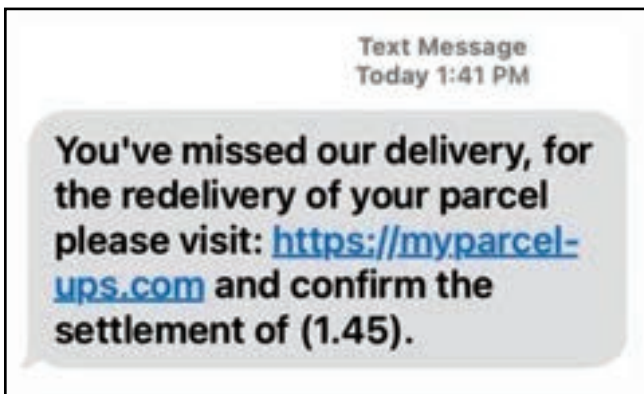 Text Message
Today 1:41 PM
You've missed our delivery, for
the redelivery of your parcel
please visit: https://myparcel-
ups.com and confirm the
settlement of (1.45).